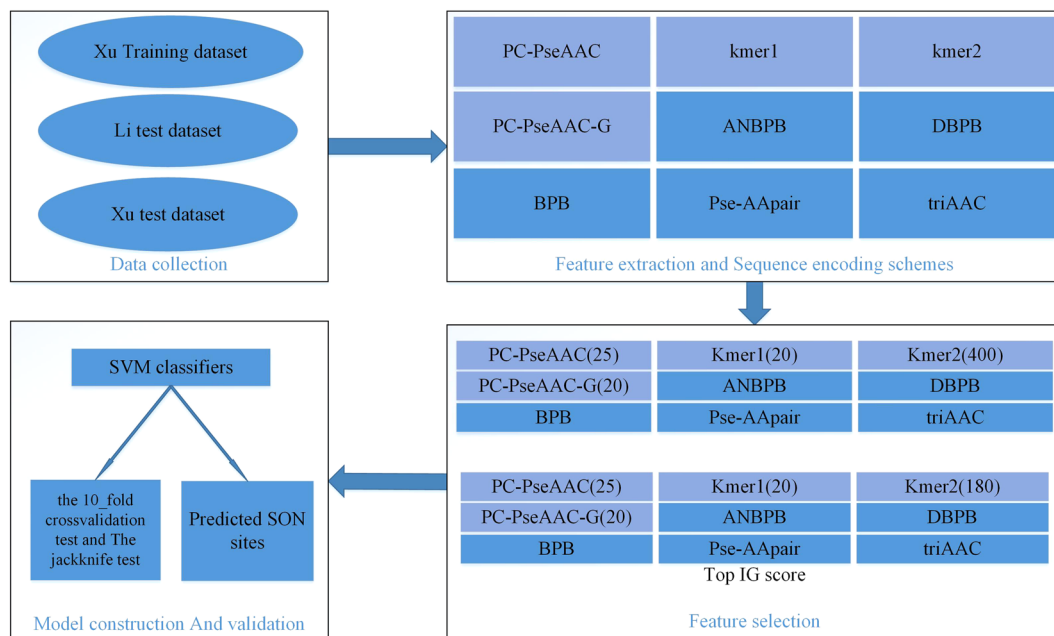 Xu Training dataset
Li test dataset
Xu test dataset
Data collection
PC-PseAAC
kmer1
kmer2
PC-PseAAC-G
ANBPB
DBPB
BPB
Pse-AApair
triAAC
Feature extraction and Sequence encoding schemes
PC-PseAAC(25)
Kmer1(20)
Kmer2(400)
PC-PseAAC-G(20)
ANBPB
DBPB
BPB
Pse-AApair
triAAC
PC-PseAAC(25)
Kmer1(20)
Kmer2(180)
PC-PseAAC-G(20)
ANBPB
DBPB
BPB
Pse-AApair
triAAC
Top IG score
Feature selection
SVM classifiers
the 10_fold
crossvalidation
test and The
jackknife test
Predicted SON
sites
Model construction And validation